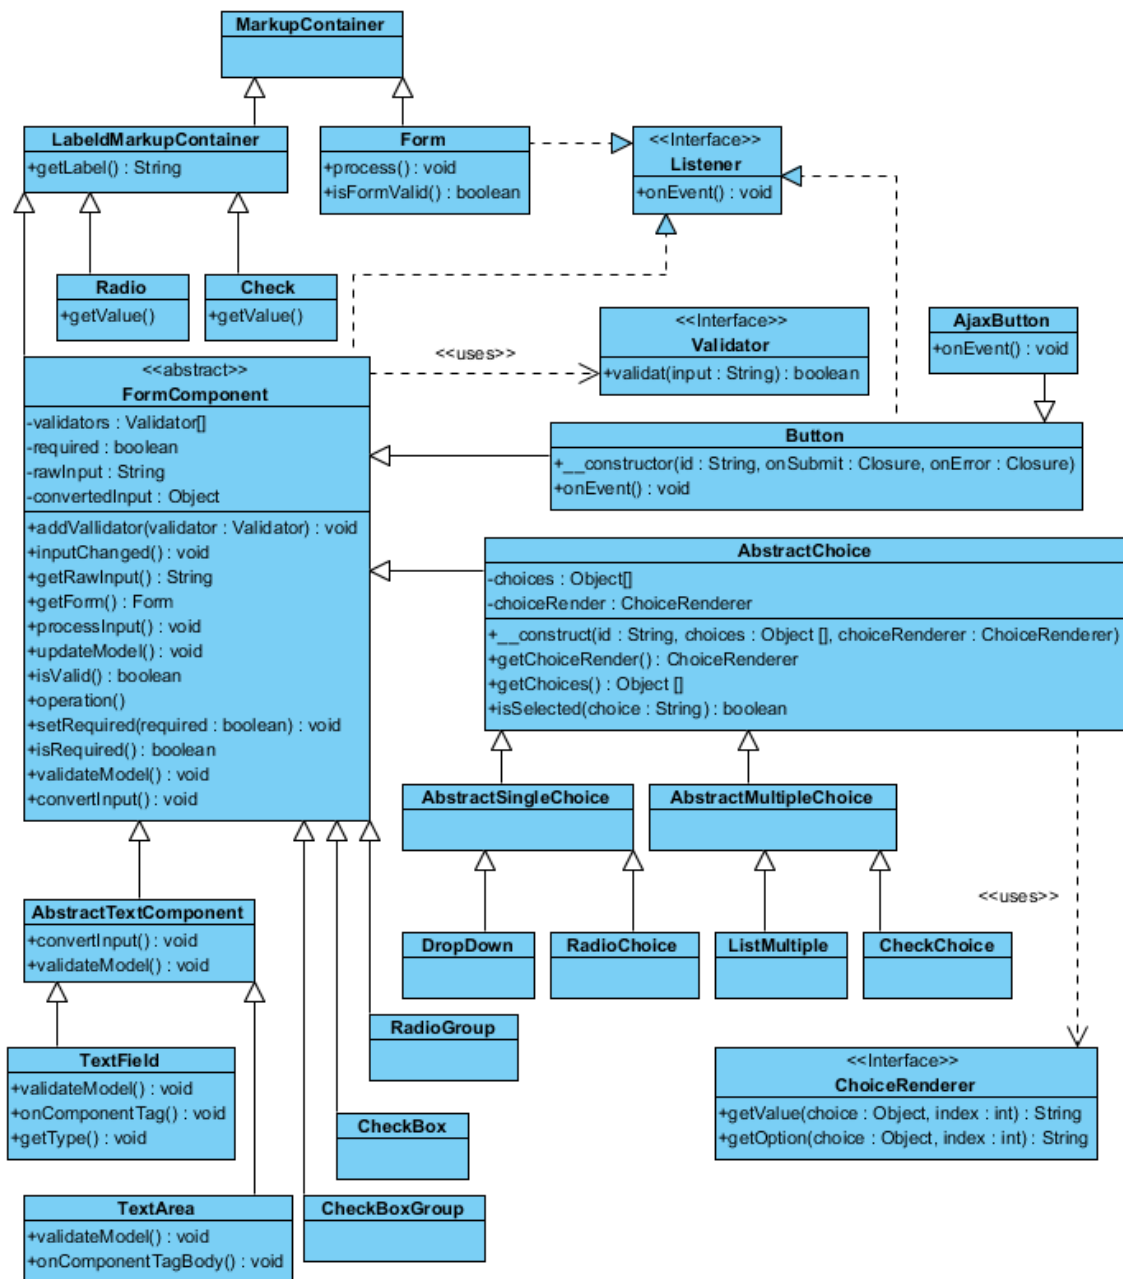 MarkupContainer
LabeldMarkupContainer
+getLabel() : String
Form
+process() : void
+isFormValid() : boolean
<<Interface>>
Listener
+onEvent() : void
Radio
+getValue()
Check
+getValue()
<<Interface>>
Validator
+validat(input : String) : boolean
AjaxButton
+onEvent() : void
<<uses>>
<<abstract>>
FormComponent
-validators : Validator[]
-required : boolean
-rawInput : String
-convertedInput : Object
+addVallidator(validator : Validator) : void
+inputChanged() : void
+getRawInput() : String
+getForm() : Form
+processInput() : void
+updateModel() : void
+isValid() : boolean
+operation()
+setRequired(required : boolean) : void
+isRequired() : boolean
+validateModel() : void
+convertInput() : void
Button
+__constructor(id : String, onSubmit : Closure, onError : Closure)
+onEvent() : void
AbstractChoice
-choices : Object[]
-choiceRender : ChoiceRenderer
+__construct(id : String, choices : Object [], choiceRenderer : ChoiceRenderer)
+getChoiceRender() : ChoiceRenderer
+getChoices() : Object []
+isSelected(choice : String) : boolean
AbstractSingleChoice
AbstractMultipleChoice
<<uses>>
AbstractTextComponent
+convertInput() : void
+validateModel() : void
DropDown
RadioChoice
ListMultiple
CheckChoice
RadioGroup
TextField
+validateModel() : void
+onComponentTag() : void
+getType() : void
<<Interface>>
ChoiceRenderer
+getValue(choice : Object, index : int) : String
+getOption(choice : Object, index : int) : String
CheckBox
TextArea
+validateModel() : void
+onComponentTagBody() : void
CheckBoxGroup